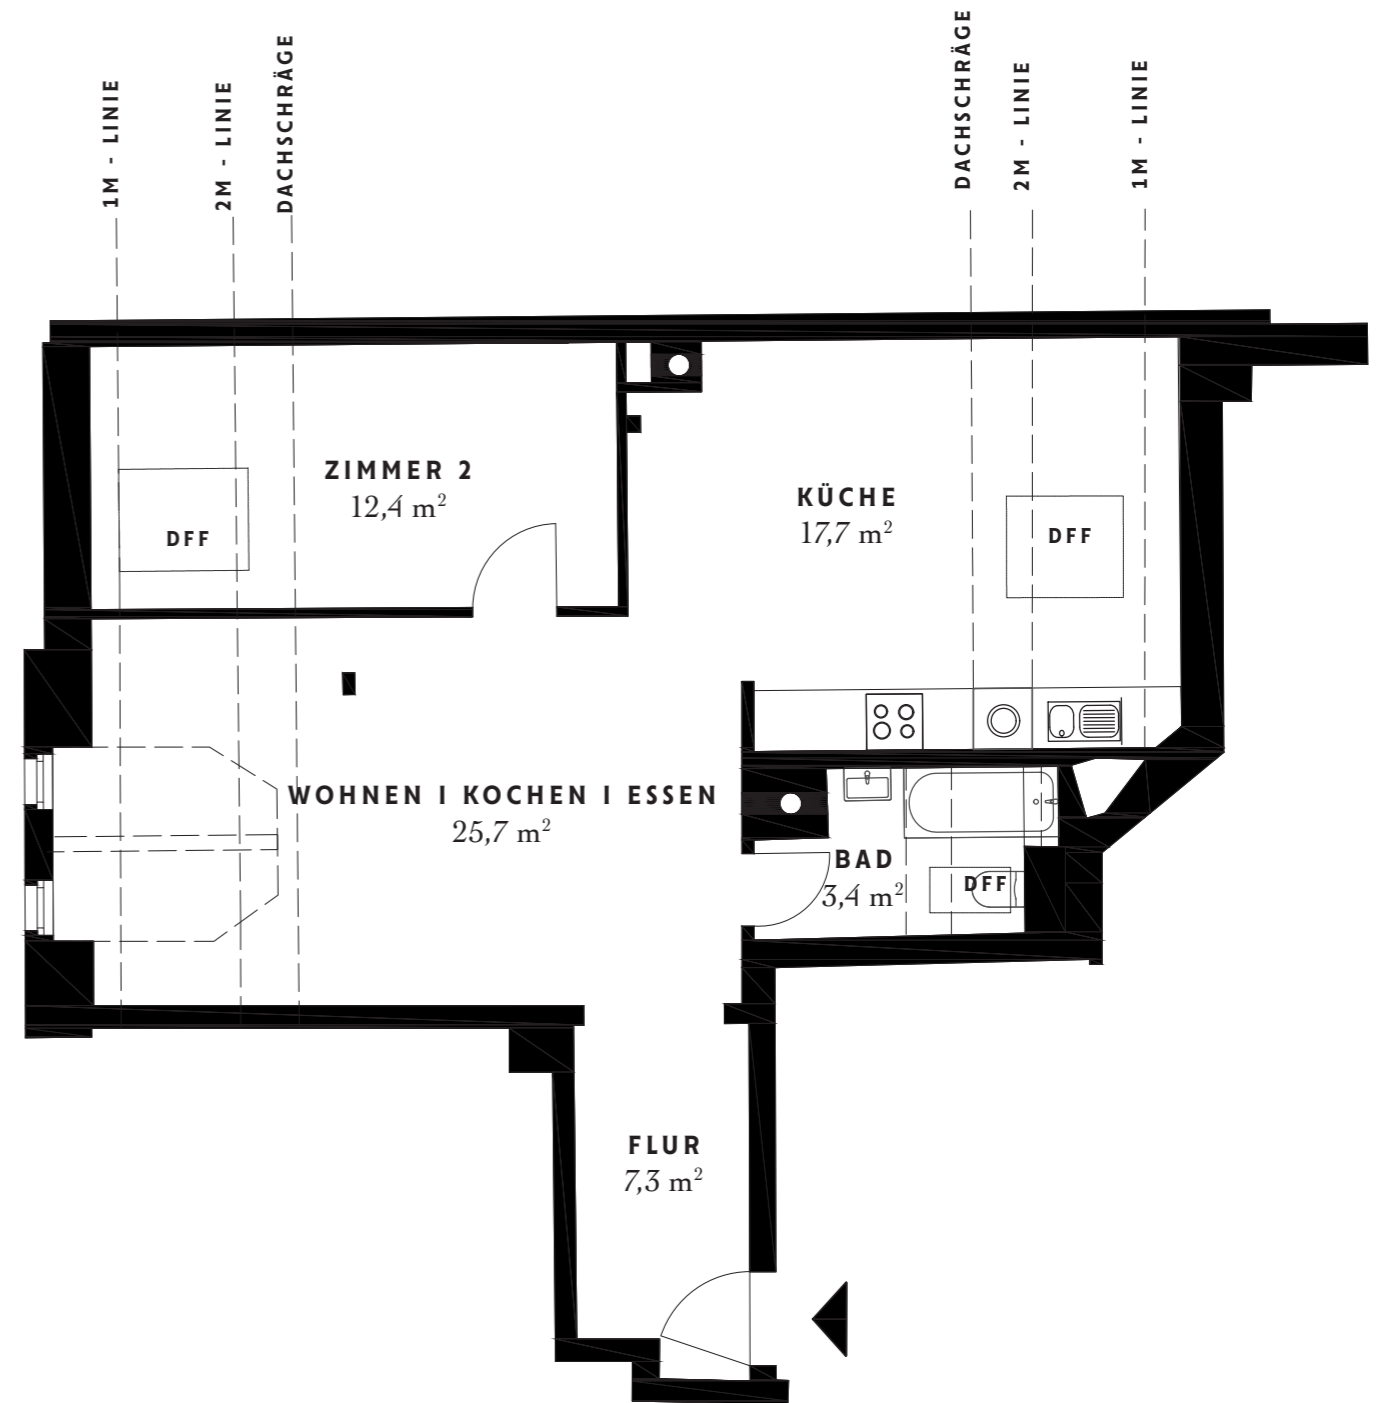 1M - LINIE
2M - LINIE
DACHSCHRÄGE
DACHSCHRÄGE
2M - LINIE
1M - LINIE
ZIMMER 2
12,4 m²
DFF
KÜCHE
17,7 m²
DFF
WOHNEN I KOCHEN I ESSEN
25,7 m²
BAD
3,4 m²
DFF
FLUR
7,3 m²